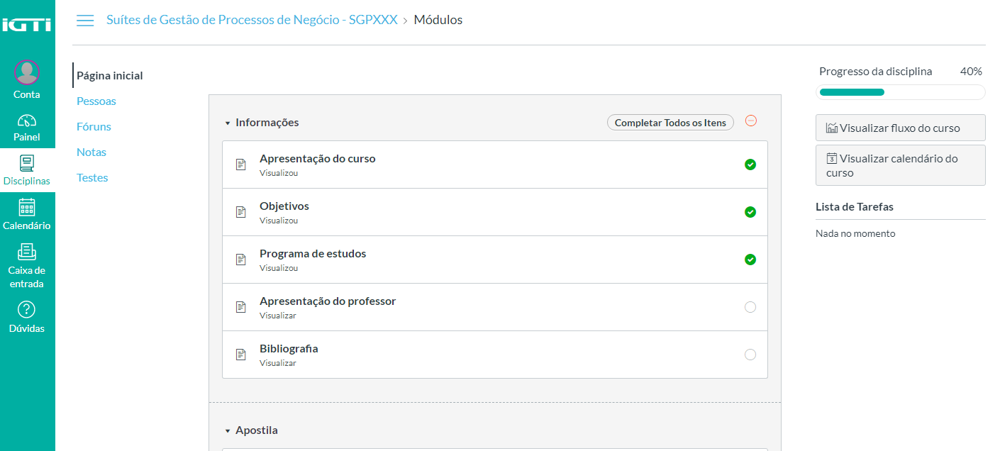 iGTi
Conta
Painel
Disciplinas
Calendário
Caixa de
entrada
Dúvidas
Suítes de Gestão de Processos de Negócio - SGPXXX > Módulos
Página inicial
Pessoas
Fóruns
Notas
Testes
Informações
Completar Todos os Itens
Apresentação do curso
Visualizou
Objetivos
Visualizou
Programa de estudos
Visualizou
Apresentação do professor
Visualizar
Bibliografia
Visualizar
Apostila
Progresso da disciplina 40%
Visualizar fluxo do curso
Visualizar calendário do
curso
Lista de Tarefas
Nada no momento